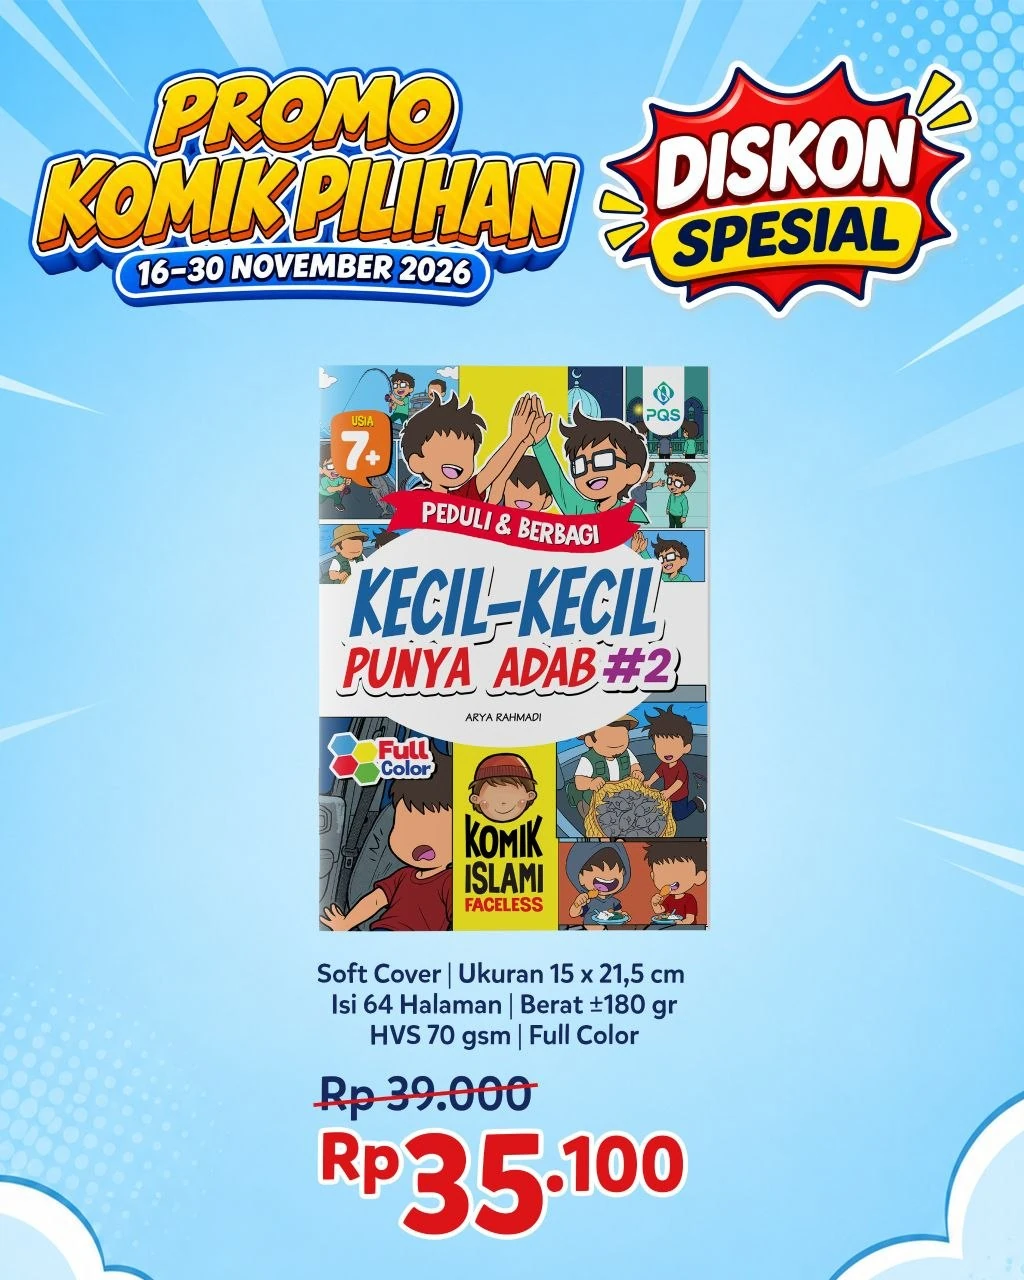 PROMO
KOMIK PILIHAN
16-30 NOVEMBER 2026
DISKON
SPESIAL
USIA
7+
PQS
PEDULI & BERBAGI
KECIL-KECIL
PUNYA ADAB #2
ARYA RAHMADI
Full
Color
KOMIK
ISLAMI
FACELESS
Soft Cover | Ukuran 15 x 21,5 cm
Isi 64 Halaman | Berat ±180 gr
HVS 70 gsm | Full Color
Rp 39.000
Rp 35.100